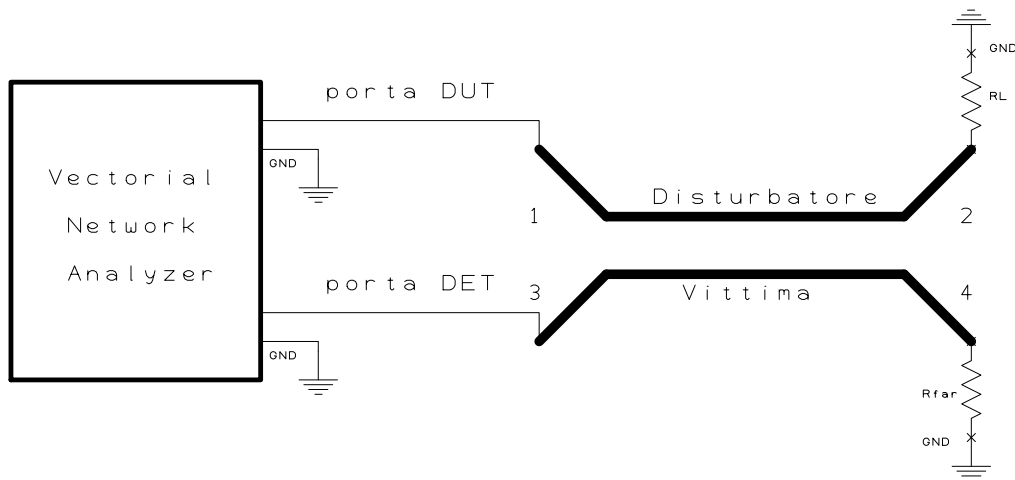 GND
RL
porta DUT
GND
Vectorial
Network
Analyzer
Disturbatore
1
2
porta DET
3
Vittima
4
GND
Rfar
GND